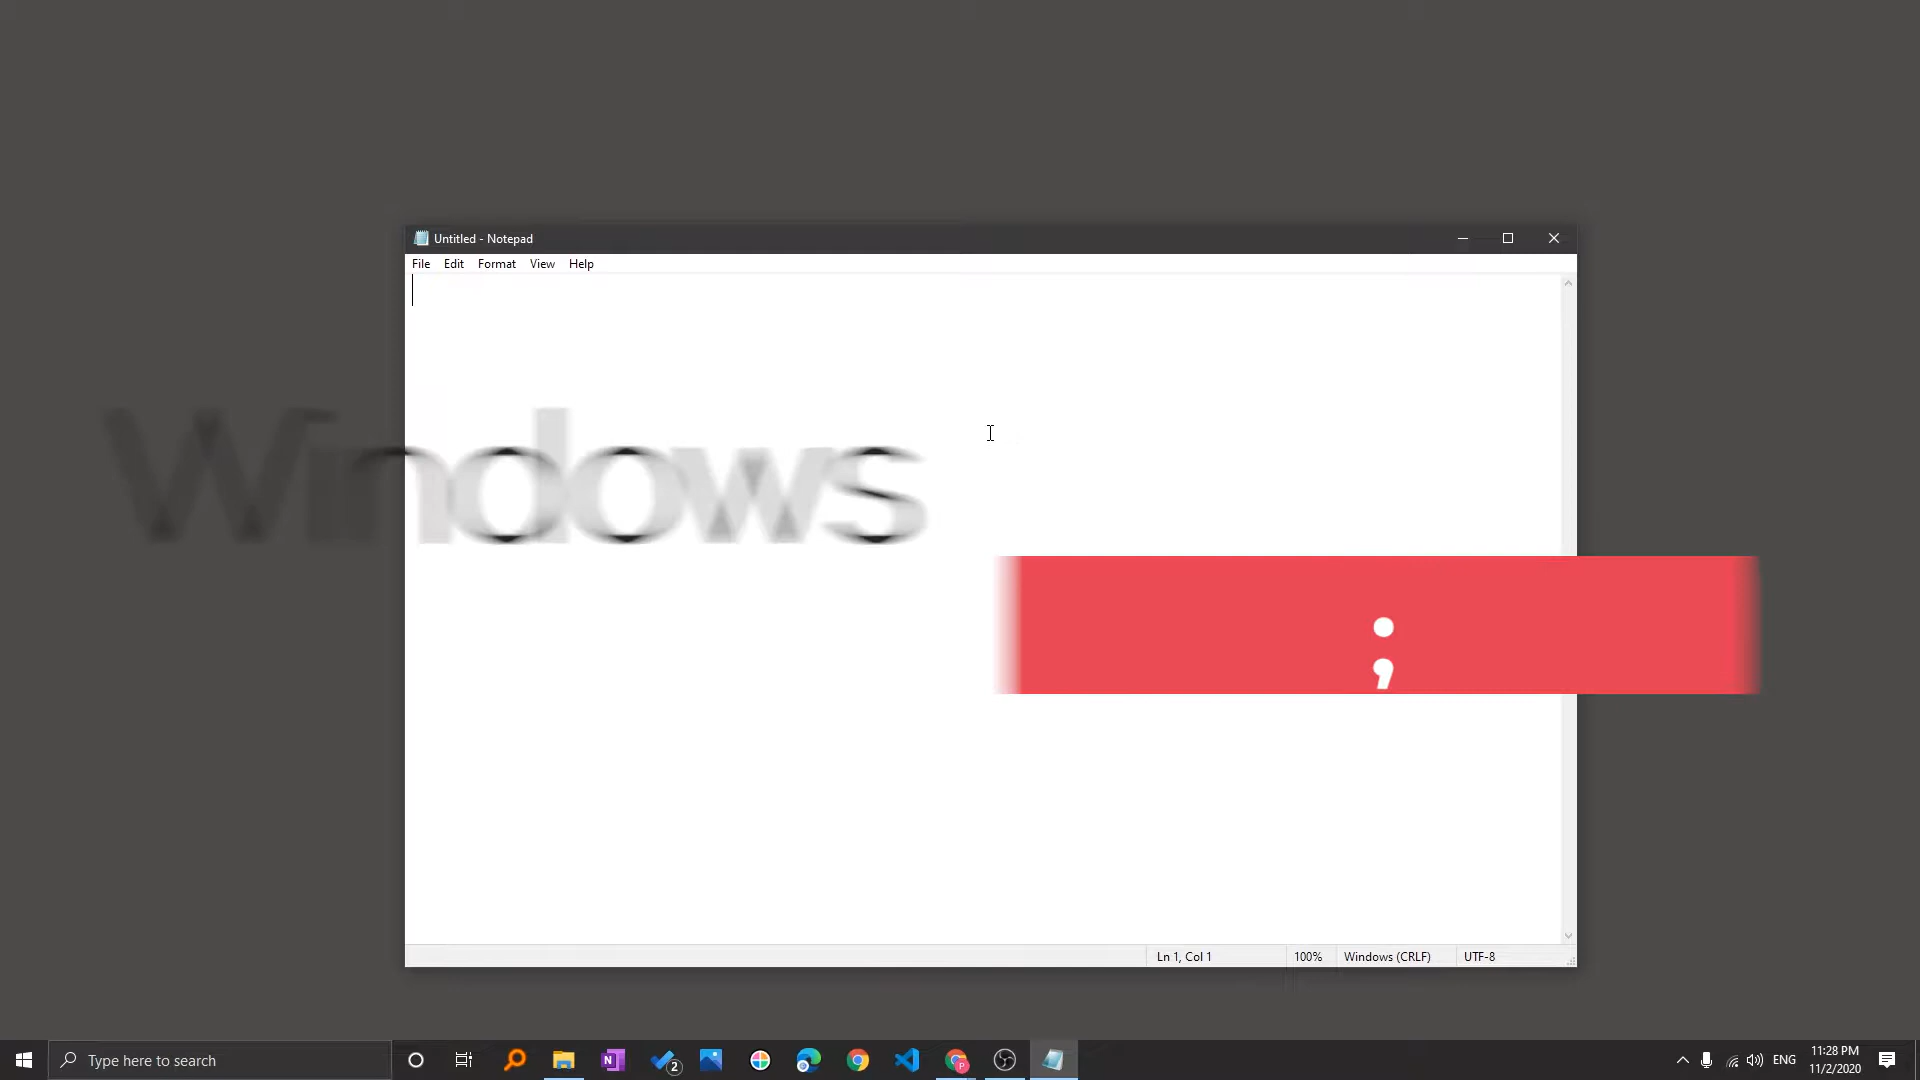 Untitled - Notepad
File Edit Format View Help
Windows
;
Ln 1, Col 1 100% Windows (CRLF) UTF-8
Type here to search
N
2
P
ENG
11:28 PM
11/2/2020